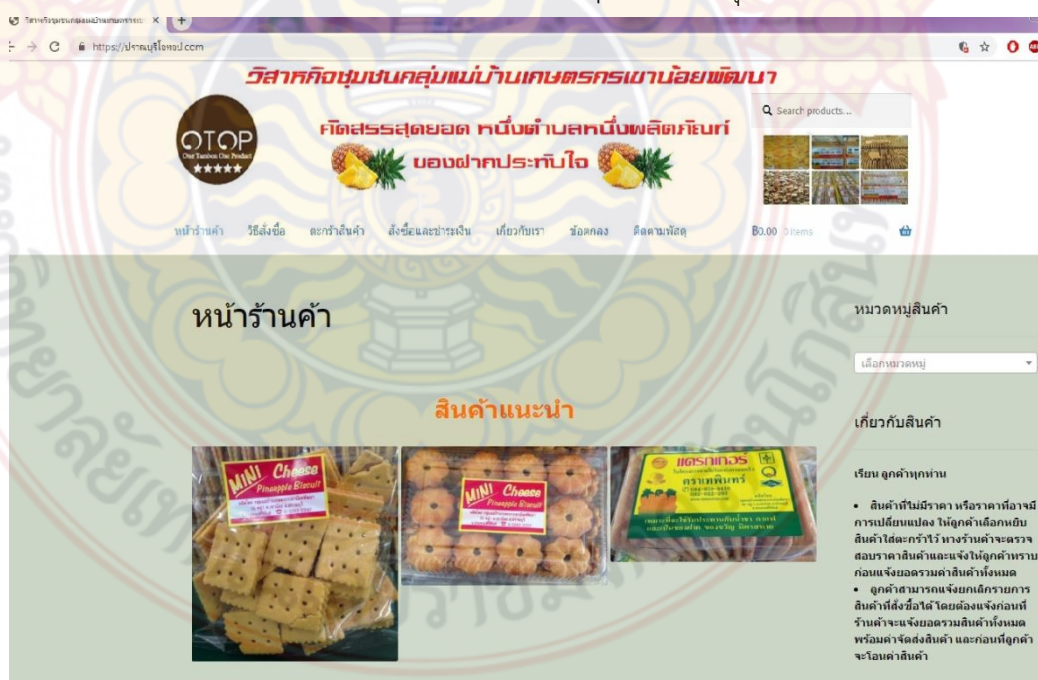 https://ปราณบุรีโอทอป.com
วิสาหกิจชุมชนกลุ่มแม่บ้านเกษตรกรเขาน้อยพัฒนา
Search products...
OTOP
One Tambon One Product
คัดสรรสุดยอด หนึ่งตำบลหนึ่งผลิตภัณฑ์
ของฝากประทับใจ
หน้าร้านค้า วิธีสั่งซื้อ ตะกร้าสินค้า สั่งซื้อและชำระเงิน เกี่ยวกับเรา ข้อตกลง ติดตามพัสดุ ฿0.00 0 items
หน้าร้านค้า
หมวดหมู่สินค้า
เลือกหมวดหมู่
สินค้าแนะนำ
เกี่ยวกับสินค้า
MINI Cheese
Pineapple Biscuit
MINI Cheese
Pineapple Biscuit
แครกเกอร์
ตราเทพินทร์
เรียน ลูกค้าทุกท่าน
• สินค้าที่ไม่มีราคา หรือราคาที่อาจมี
การเปลี่ยนแปลง ให้ลูกค้าเลือกหยิบ
สินค้าใส่ตะกร้าไว้ ทางร้านค้าจะตรวจ
สอบราคาสินค้าและแจ้งให้ลูกค้าทราบ
ก่อนแจ้งยอดรวมค่าสินค้าทั้งหมด
• ลูกค้าสามารถแจ้งยกเลิกรายการ
สินค้าที่สั่งซื้อได้ โดยต้องแจ้งก่อนที่
ร้านค้าจะแจ้งยอดรวมสินค้าทั้งหมด
พร้อมค่าจัดส่งสินค้า และก่อนที่ลูกค้า
จะโอนค่าสินค้า